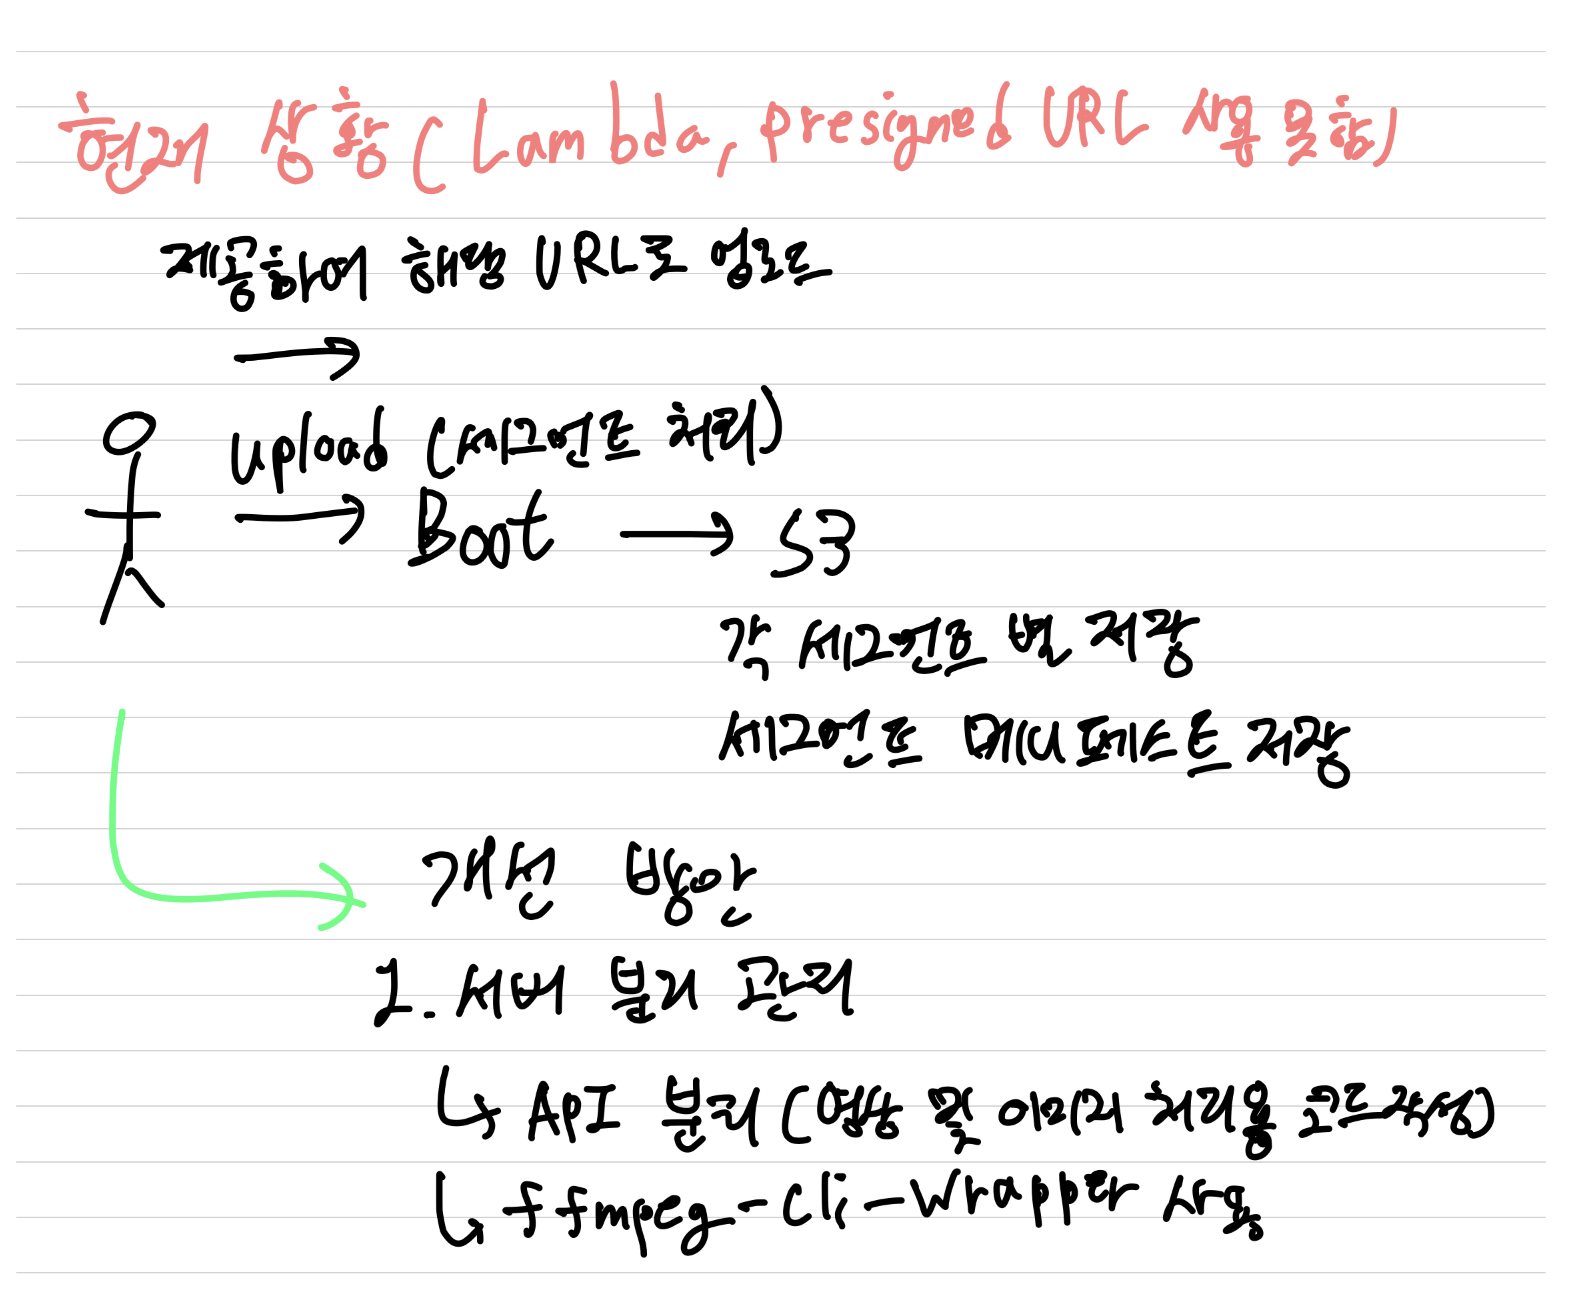 현재 상황 (Lambda, presigned URL 사용 못함)
제공하여 해당 URL로 업로드
upload (세그먼트 처리)
Boot → S3
각 세그먼트 별 저장
세그먼트 메니페스트 저장
개선 방안
1. 서버 분리 관리
↳ API 분리 (영상 및 이미지 처리용 코드작성)
↳ ffmpeg-cli-wrapper 사용